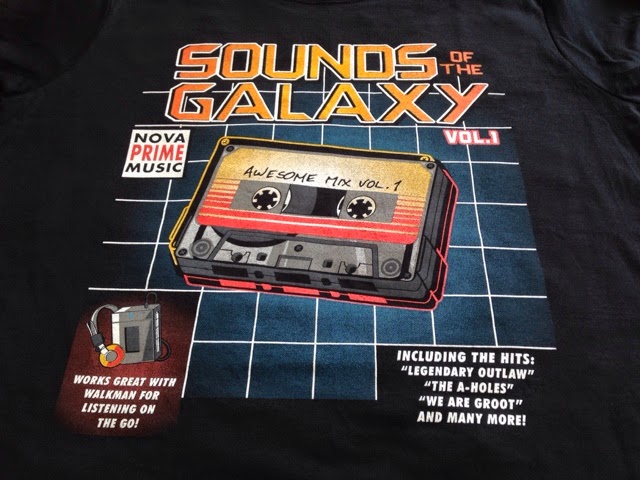 SOUNDS OF THE
GALAXY
VOL.1
NOVA
PRIME
MUSIC
AWESOME MIX VOL. 1
WORKS GREAT WITH
WALKMAN FOR
LISTENING ON
THE GO!
INCLUDING THE HITS:
"LEGENDARY OUTLAW"
"THE A-HOLES"
"WE ARE GROOT"
AND MANY MORE!